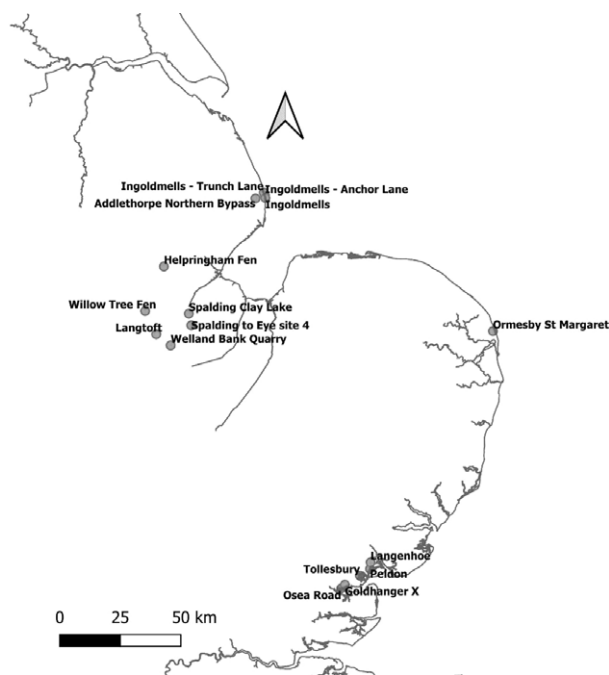 Ingoldmells - Trunch Lane
Ingoldmells - Anchor Lane
Addlethorpe Northern Bypass
Ingoldmells
Helpringham Fen
Willow Tree Fen
Spalding Clay Lake
Langtoft
Spalding to Eye site 4
Welland Bank Quarry
Ormesby St Margaret
Langenhoe
Tollesbury
Peldon
Osea Road
Goldhanger X
0 25 50 km